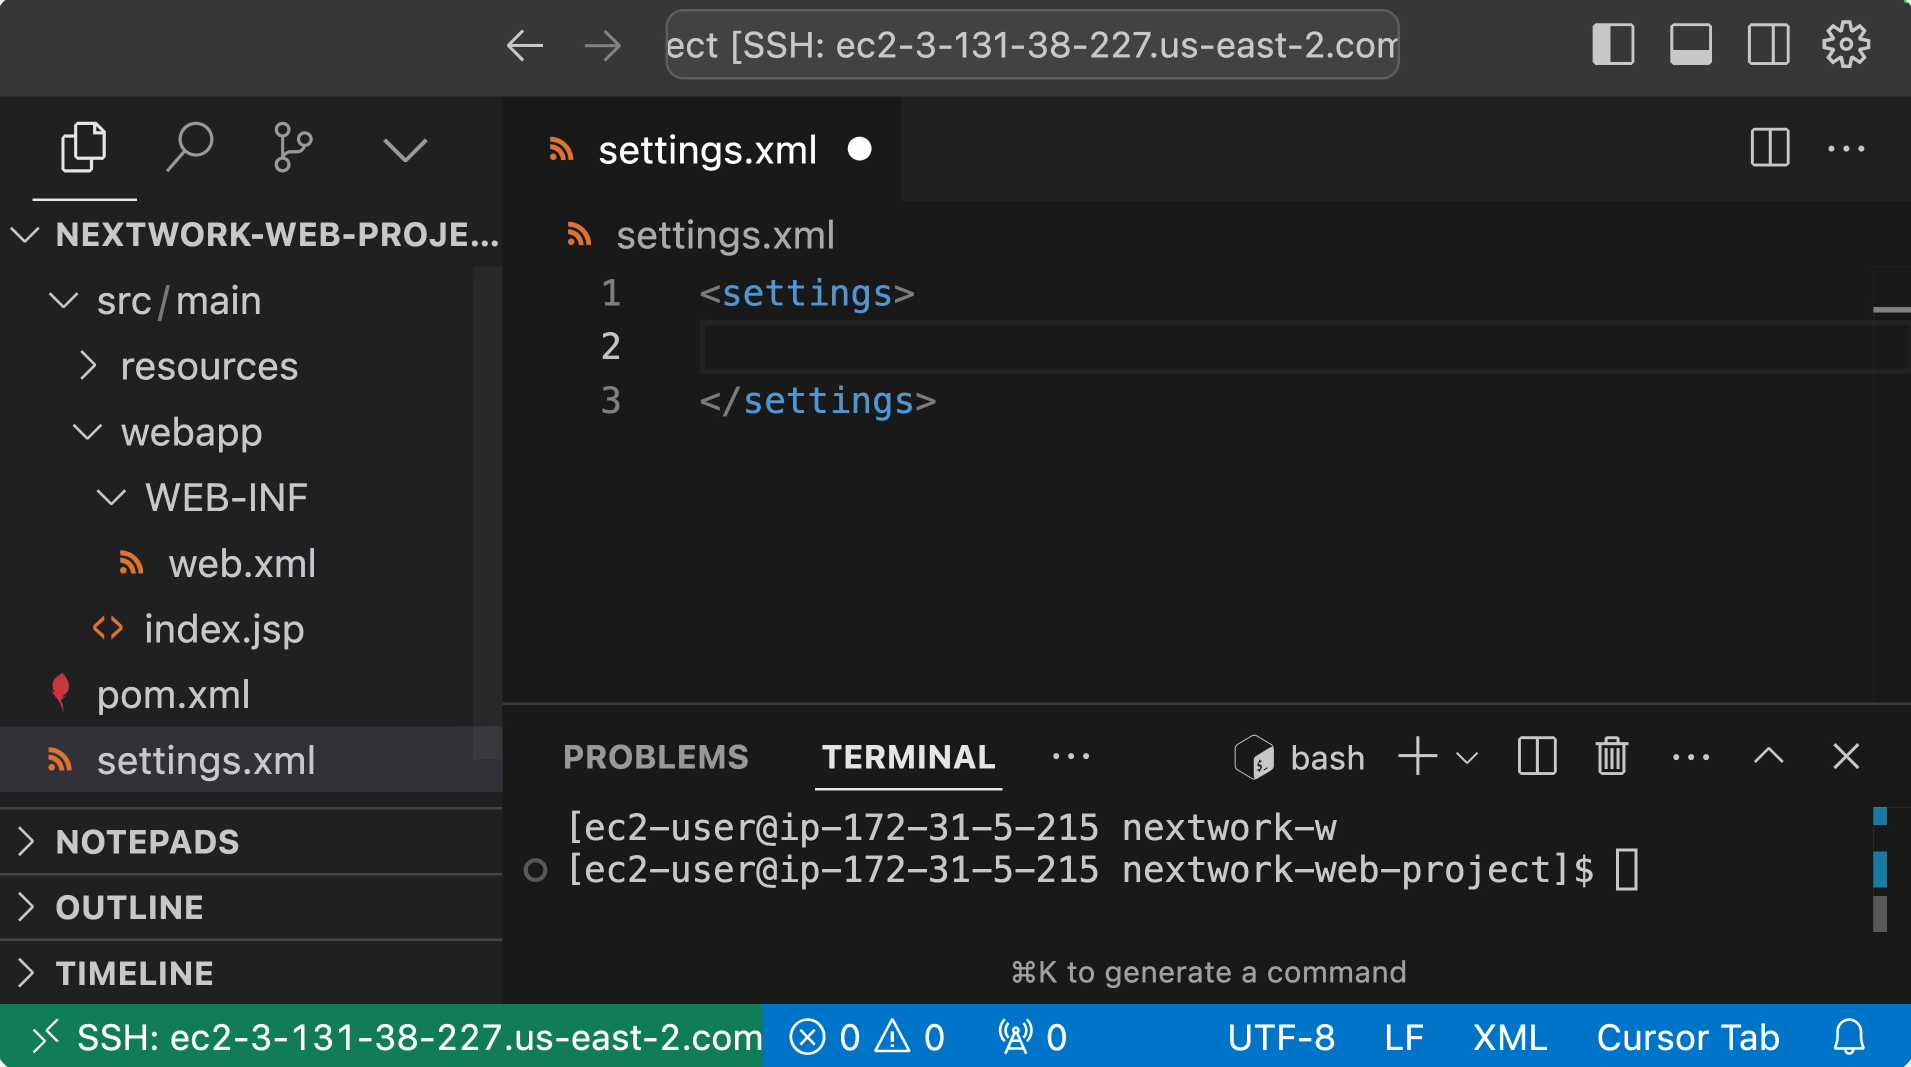 ect [SSH: ec2-3-131-38-227.us-east-2.com
settings.xml
NEXTWORK-WEB-PROJE...
src/main
resources
webapp
WEB-INF
web.xml
index.jsp
pom.xml
settings.xml
NOTEPADS
OUTLINE
TIMELINE
settings.xml
1 <settings>
2
3 </settings>
PROBLEMS TERMINAL ··· bash
[ec2-user@ip-172-31-5-215 nextwork-w
[ec2-user@ip-172-31-5-215 nextwork-web-project]$
⌘K to generate a command
SSH: ec2-3-131-38-227.us-east-2.com 0 0 0 UTF-8 LF XML Cursor Tab